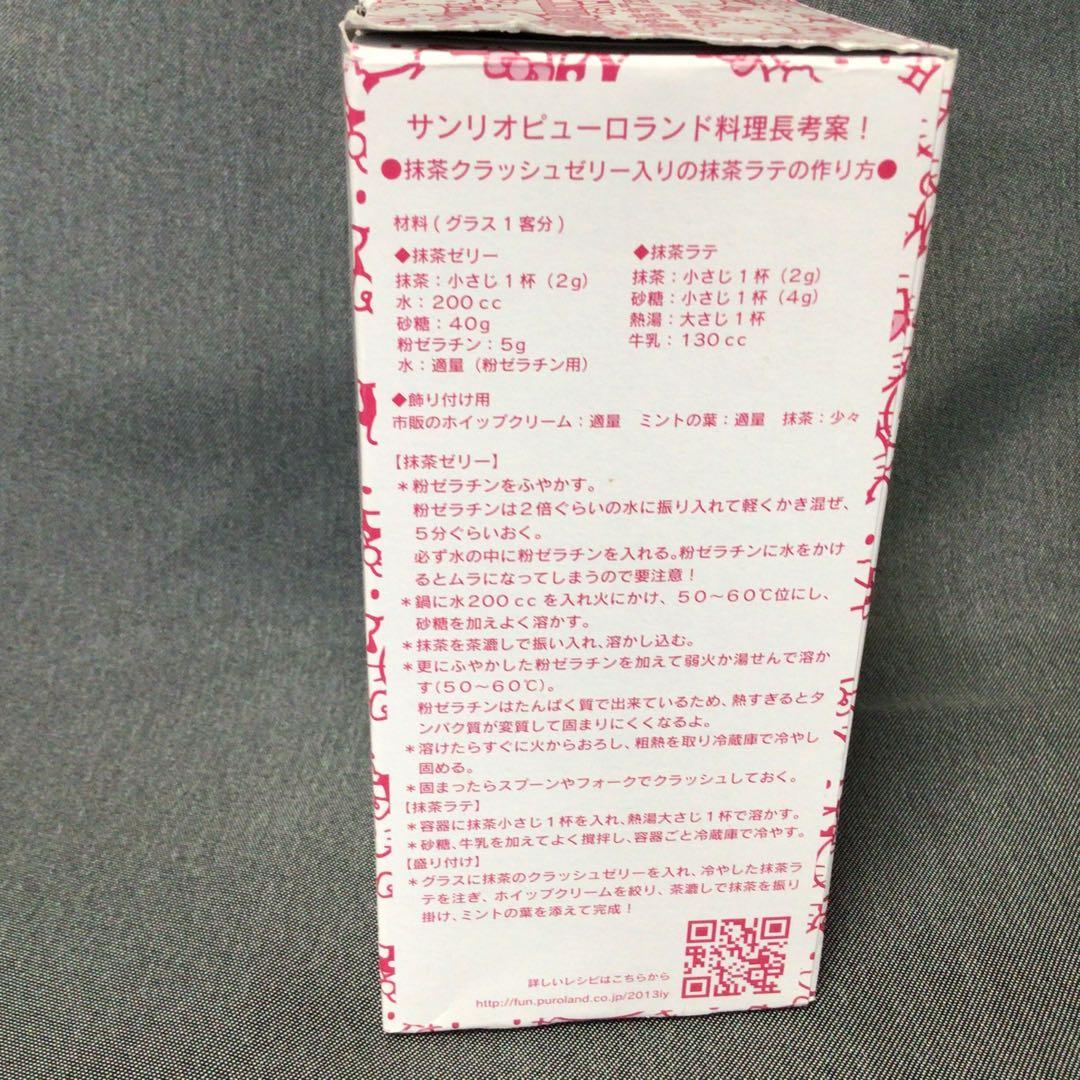 サンリオピューロランド料理長考案！
●抹茶クラッシュゼリー入りの抹茶ラテの作り方●
材料(グラス1客分)
◆抹茶ゼリー
抹茶：小さじ1杯（2g）
水：200cc
砂糖：40g
粉ゼラチン：5g
水：適量（粉ゼラチン用）
◆抹茶ラテ
抹茶：小さじ1杯（2g）
砂糖：小さじ1杯（4g）
熱湯：大さじ1杯
牛乳：130cc
◆飾り付け用
市販のホイップクリーム：適量　ミントの葉：適量　抹茶：少々
【抹茶ゼリー】
＊粉ゼラチンをふやかす。
粉ゼラチンは２倍ぐらいの水に振り入れて軽くかき混ぜ、
５分ぐらいおく。
必ず水の中に粉ゼラチンを入れる。粉ゼラチンに水をかけ
るとムラになってしまうので要注意！
＊鍋に水200ccを入れ火にかけ、５０～６０℃位にし、
砂糖を加えよく溶かす。
＊抹茶を茶漉しで振い入れ、溶かし込む。
＊更にふやかした粉ゼラチンを加えて弱火か湯せんで溶か
す(５０～６０℃)。
粉ゼラチンはたんぱく質で出来ているため、熱すぎるとタ
ンパク質が変質して固まりにくくなるよ。
＊溶けたらすぐに火からおろし、粗熱を取り冷蔵庫で冷やし
固める。
＊固まったらスプーンやフォークでクラッシュしておく。
【抹茶ラテ】
＊容器に抹茶小さじ１杯を入れ、熱湯大さじ１杯で溶かす。
＊砂糖、牛乳を加えてよく撹拌し、容器ごと冷蔵庫で冷やす。
【盛り付け】
＊グラスに抹茶のクラッシュゼリーを入れ、冷やした抹茶ラ
テを注ぎ、ホイップクリームを絞り、茶漉しで抹茶を振り
掛け、ミントの葉を添えて完成！
詳しいレシピはこちらから
http://fun.puroland.co.jp/2013iy